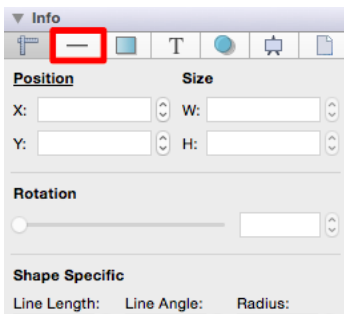 Info
T
Position Size
X: W:
Y: H:
Rotation
Shape Specific
Line Length: Line Angle: Radius: